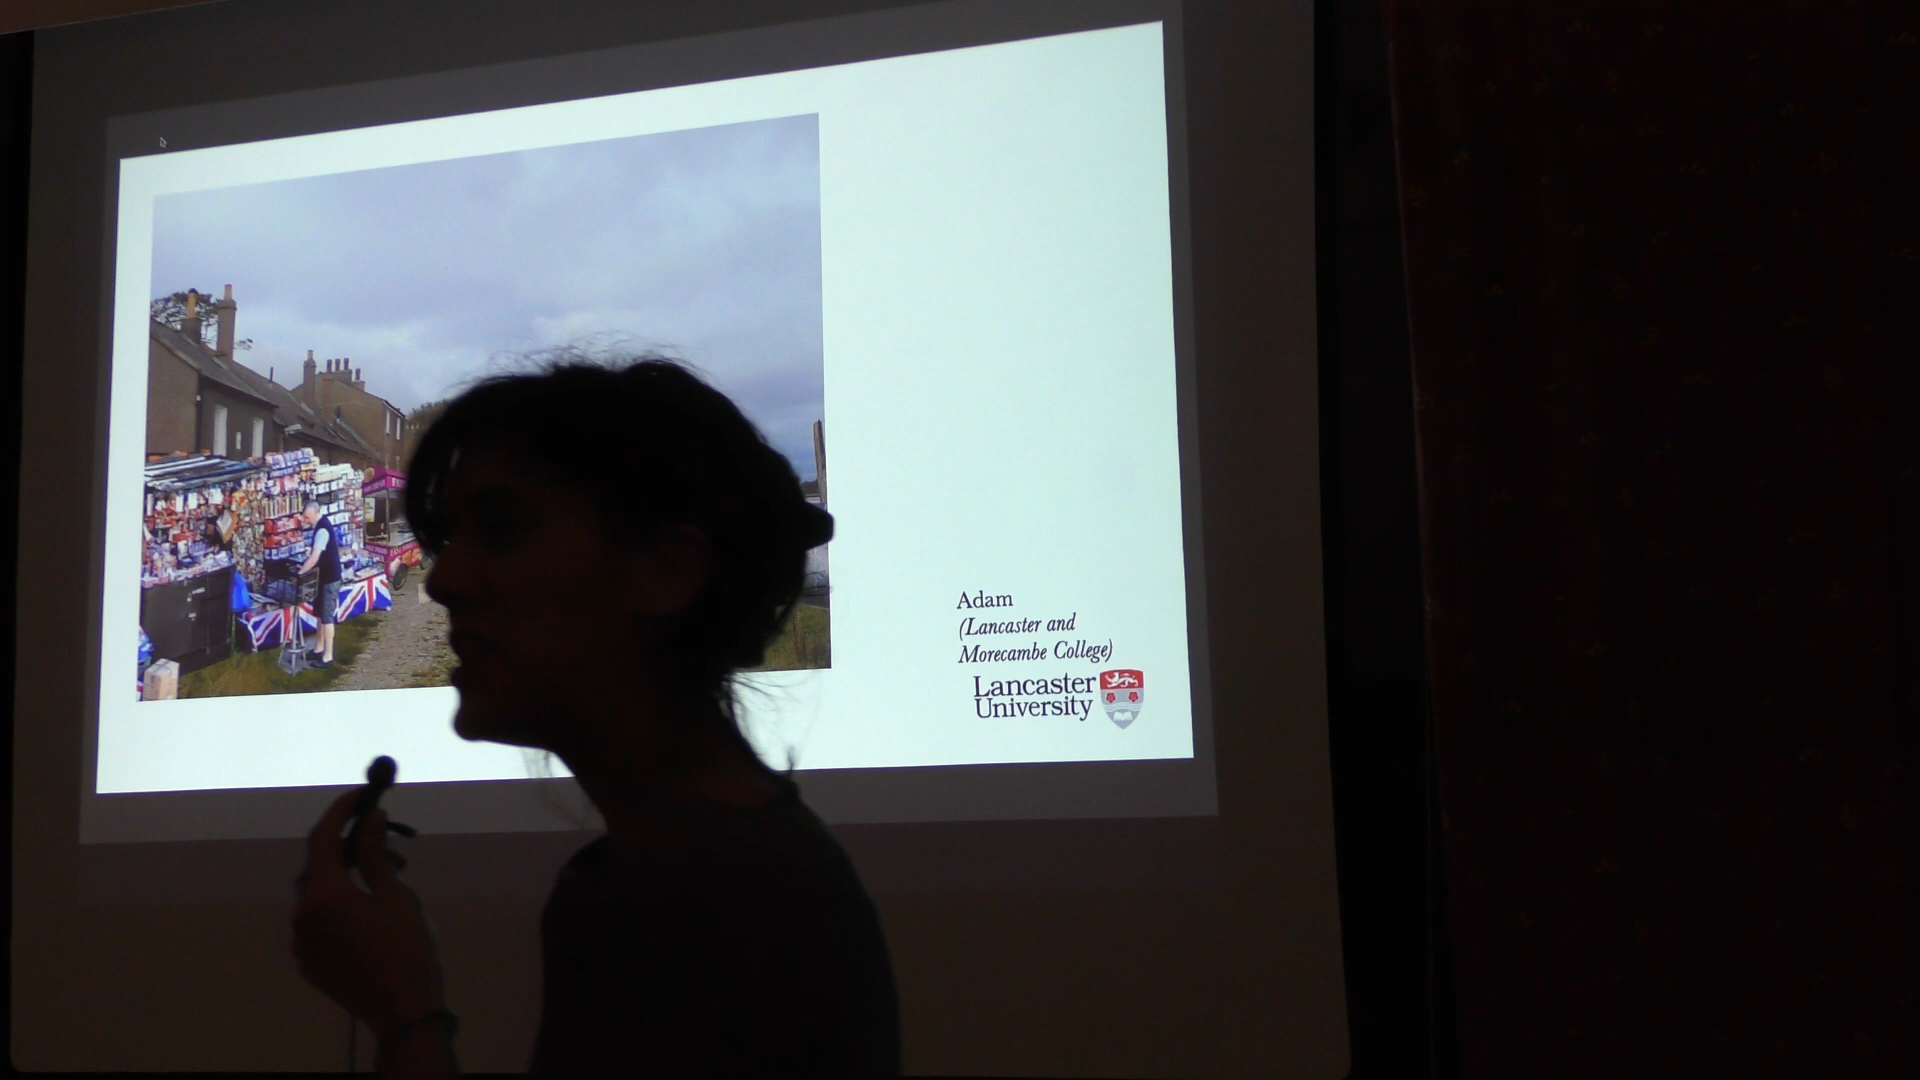 Adam
(Lancaster and
Morecambe College)
Lancaster
University